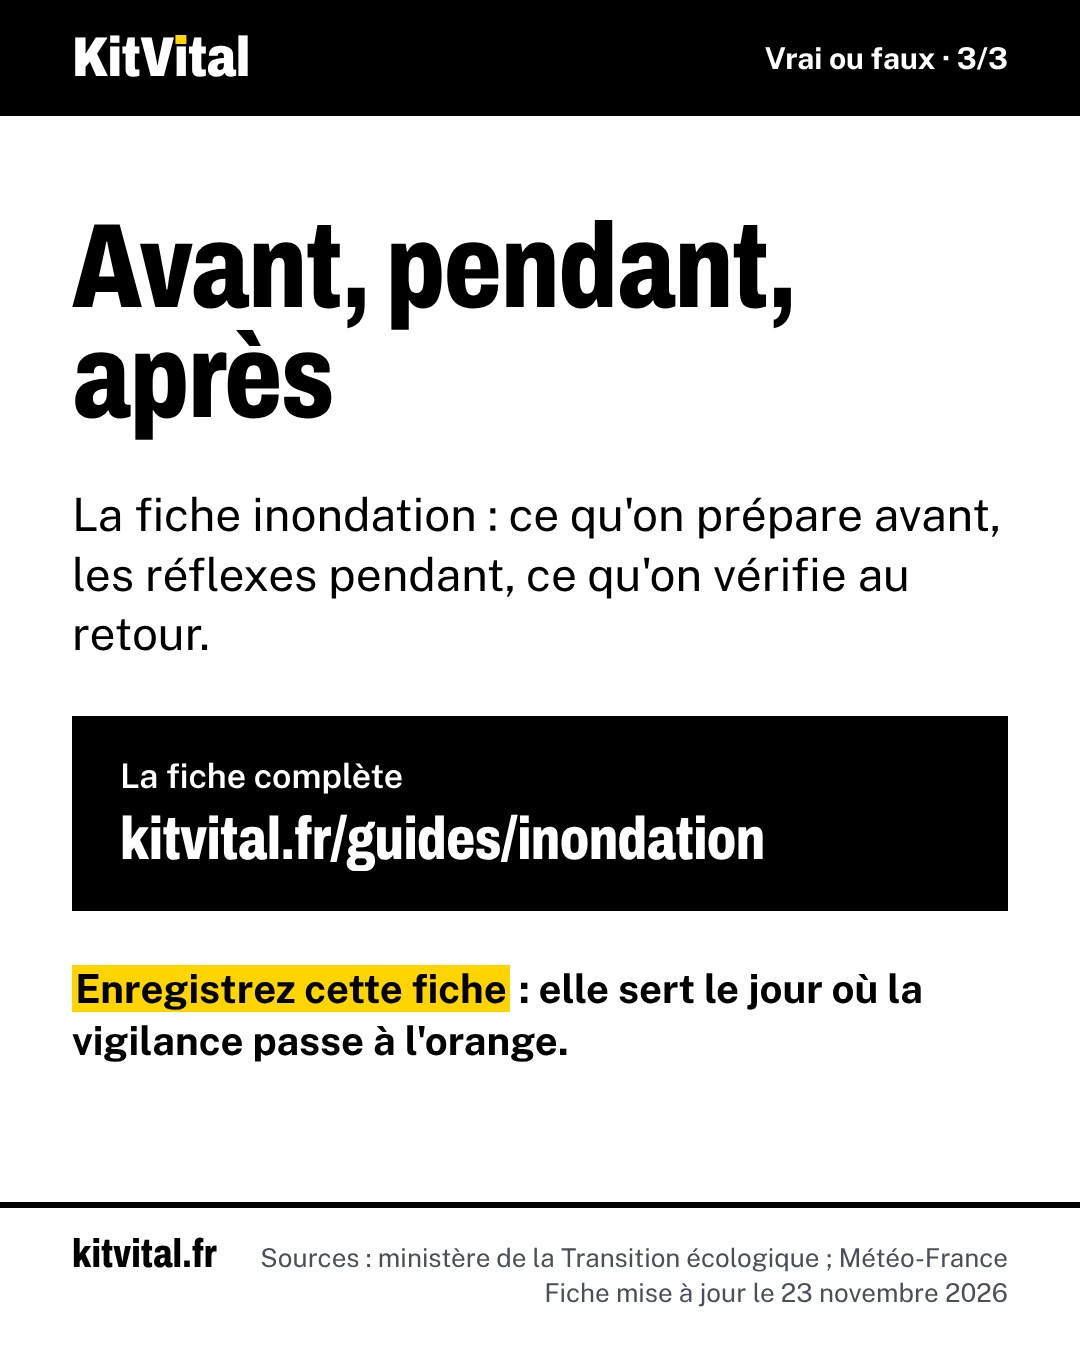 KitVital
Vrai ou faux · 3/3
Avant, pendant,
après
La fiche inondation : ce qu'on prépare avant,
les réflexes pendant, ce qu'on vérifie au
retour.
La fiche complète
kitvital.fr/guides/inondation
Enregistrez cette fiche : elle sert le jour où la
vigilance passe à l'orange.
kitvital.fr
Sources : ministère de la Transition écologique ; Météo-France
Fiche mise à jour le 23 novembre 2026